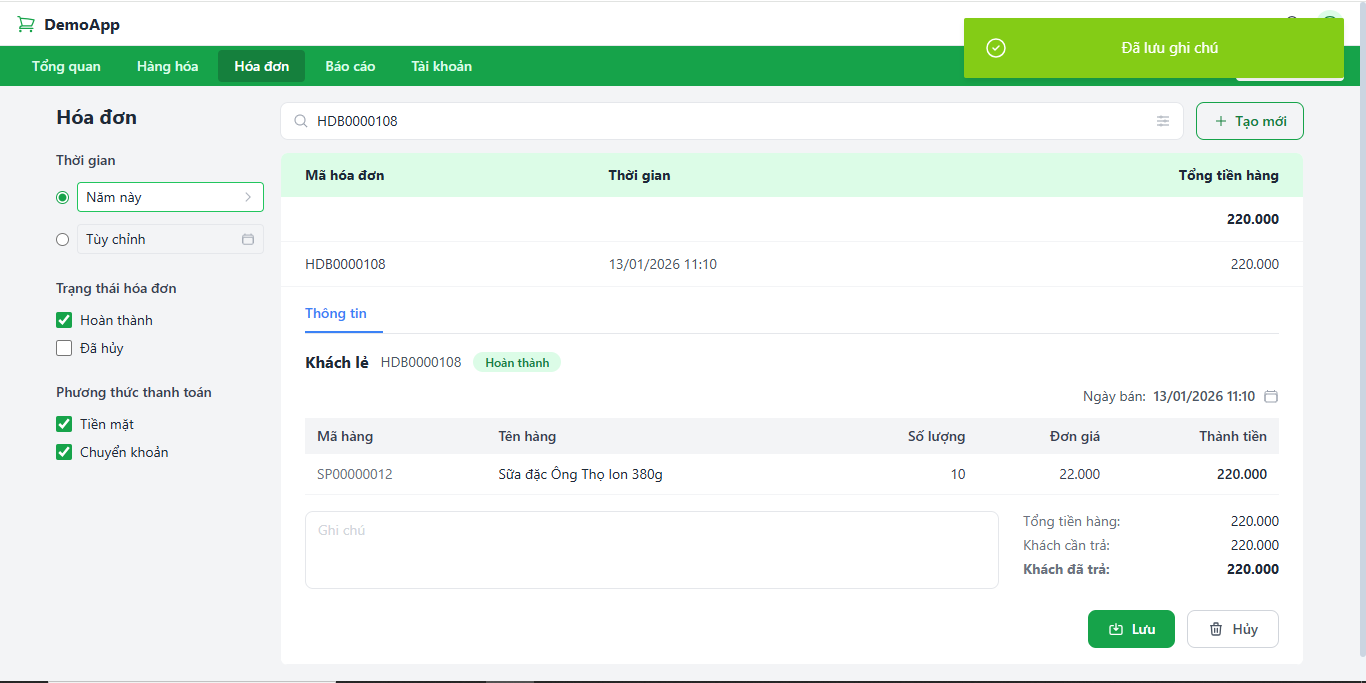 DemoApp
Đã lưu ghi chú
Tổng quan Hàng hóa Hóa đơn Báo cáo Tài khoản
Hóa đơn
HDB0000108
Tạo mới
Thời gian
Năm này
Tùy chỉnh
Trạng thái hóa đơn
Hoàn thành
Đã hủy
Phương thức thanh toán
Tiền mặt
Chuyển khoản
Mã hóa đơn Thời gian Tổng tiền hàng
220.000
HDB0000108 13/01/2026 11:10 220.000
Thông tin
Khách lẻ HDB0000108 Hoàn thành
Ngày bán: 13/01/2026 11:10
Mã hàng Tên hàng Số lượng Đơn giá Thành tiền
SP00000012 Sữa đặc Ông Thọ lon 380g 10 22.000 220.000
Ghi chú
Tổng tiền hàng: 220.000
Khách cần trả: 220.000
Khách đã trả: 220.000
Lưu Hủy